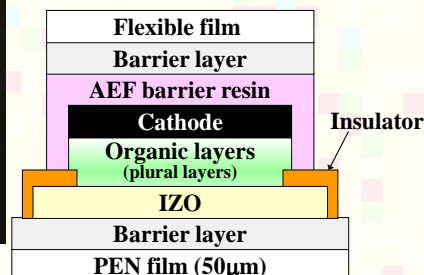 Flexible film
Barrier layer
AEF barrier resin
Cathode
Insulator
Organic layers
(plural layers)
IZO
Barrier layer
PEN film (50μm)